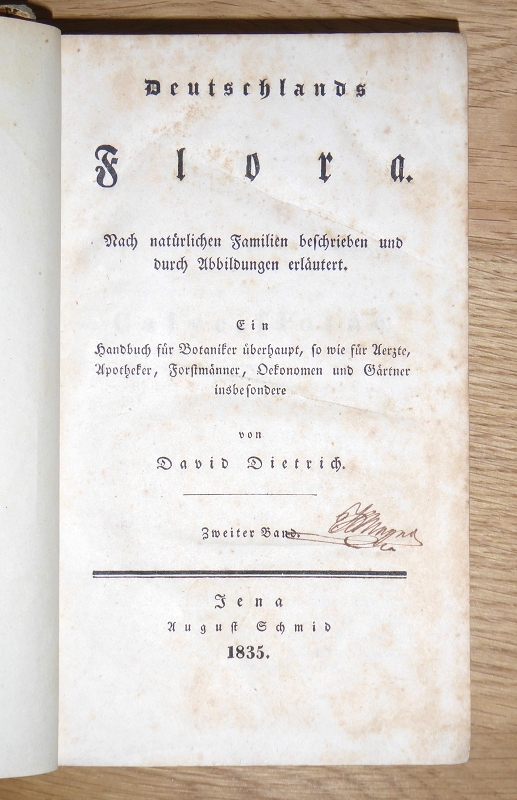 Deutschlands
Flora.
Nach natürlichen Familien beschrieben und
durch Abbildungen erläutert.
Ein
Handbuch für Botaniker überhaupt, so wie für Aerzte,
Apotheker, Forstmänner, Oekonomen und Gärtner
insbesondere
von
David Dietrich.
Zweiter Band.
Jena
August Schmid
1835.